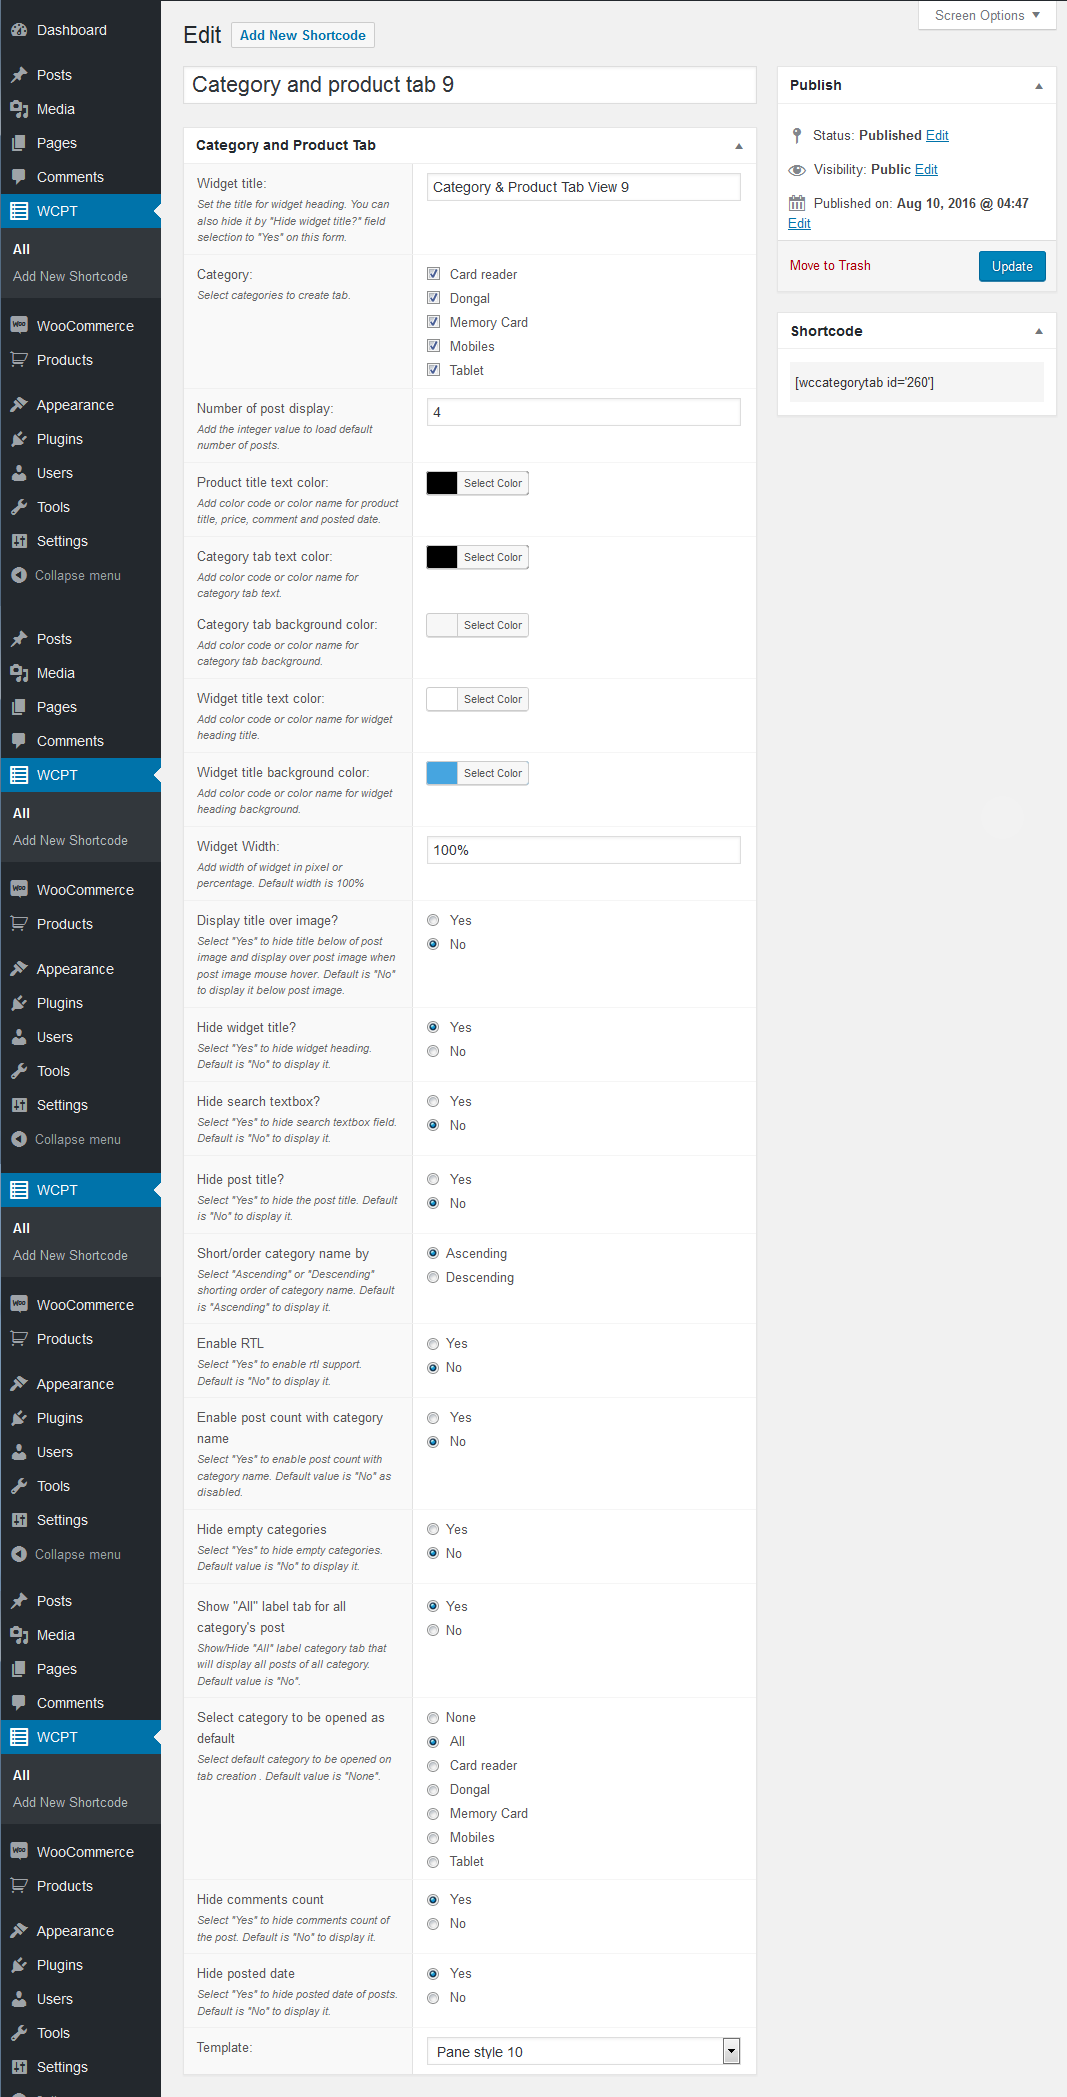 Dashboard
Posts
Media
Pages
Comments
WCPT
All
Add New Shortcode
WooCommerce
Products
Appearance
Plugins
Users
Tools
Settings
Collapse menu
Posts
Media
Pages
Comments
WCPT
All
Add New Shortcode
WooCommerce
Products
Appearance
Plugins
Users
Tools
Settings
Collapse menu
WCPT
All
Add New Shortcode
WooCommerce
Products
Appearance
Plugins
Users
Tools
Settings
Collapse menu
Posts
Media
Pages
Comments
WCPT
All
Add New Shortcode
WooCommerce
Products
Appearance
Plugins
Users
Tools
Settings
Screen Options
Edit Add New Shortcode
Category and product tab 9
Category and Product Tab
Widget title:
Set the title for widget heading. You can
also hide it by "Hide widget title?" field
selection to "Yes" on this form.
Category & Product Tab View 9
Category:
Select categories to create tab.
Card reader
Dongal
Memory Card
Mobiles
Tablet
Number of post display:
Add the integer value to load default
number of posts.
4
Product title text color:
Add color code or color name for product
title, price, comment and posted date.
Select Color
Category tab text color:
Add color code or color name for
category tab text.
Select Color
Category tab background color:
Add color code or color name for
category tab background.
Select Color
Widget title text color:
Add color code or color name for widget
heading title.
Select Color
Widget title background color:
Add color code or color name for widget
heading background.
Select Color
Widget Width:
Add width of widget in pixel or
percentage. Default width is 100%
100%
Display title over image?
Select "Yes" to hide title below of post
image and display over post image when
post image mouse hover. Default is "No"
to display it below post image.
Yes
No
Hide widget title?
Select "Yes" to hide widget heading.
Default is "No" to display it.
Yes
No
Hide search textbox?
Select "Yes" to hide search textbox field.
Default is "No" to display it.
Yes
No
Hide post title?
Select "Yes" to hide the post title. Default
is "No" to display it.
Yes
No
Short/order category name by
Select "Ascending" or "Descending"
shorting order of category name. Default
is "Ascending" to display it.
Ascending
Descending
Enable RTL
Select "Yes" to enable rtl support.
Default is "No" to display it.
Yes
No
Enable post count with category
name
Select "Yes" to enable post count with
category name. Default value is "No" as
disabled.
Yes
No
Hide empty categories
Select "Yes" to hide empty categories.
Default value is "No" to display it.
Yes
No
Show "All" label tab for all
category's post
Show/Hide "All" label category tab that
will display all posts of all category.
Default value is "No".
Yes
No
Select category to be opened as
default
Select default category to be opened on
tab creation . Default value is "None".
None
All
Card reader
Dongal
Memory Card
Mobiles
Tablet
Hide comments count
Select "Yes" to hide comments count of
the post. Default is "No" to display it.
Yes
No
Hide posted date
Select "Yes" to hide posted date of posts.
Default is "No" to display it.
Yes
No
Template:
Pane style 10
Publish
Status: Published Edit
Visibility: Public Edit
Published on: Aug 10, 2016 @ 04:47
Edit
Move to Trash
Update
Shortcode
[wccategorytab id='260']